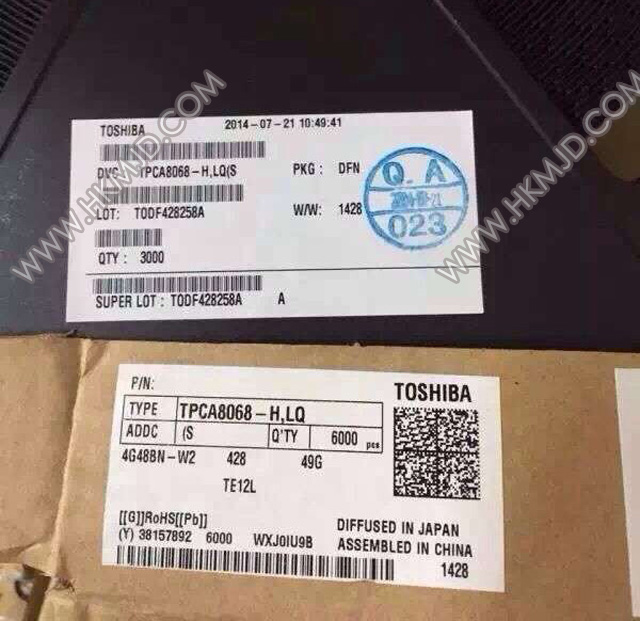 WWW.HKMJD.COM
WWW.HKMJD.COM
TOSHIBA 2014-07-21 10:49:41
DVC: TPCA8068-H,LQ(S PKG : DFN
LOT: TODF428258A W/W: 1428
QTY : 3000
SUPER LOT : TODF428258A A
Q. A
023
P/N:
TOSHIBA
TYPE TPCA8068-H,LQ
ADDC (S Q'TY 6000 pcs
4G48BN-W2 428 49G
TE12L
[[G]]RoHS[[Pb]]
(Y) 38157892 6000 WXJ0IU9B
DIFFUSED IN JAPAN
ASSEMBLED IN CHINA
1428